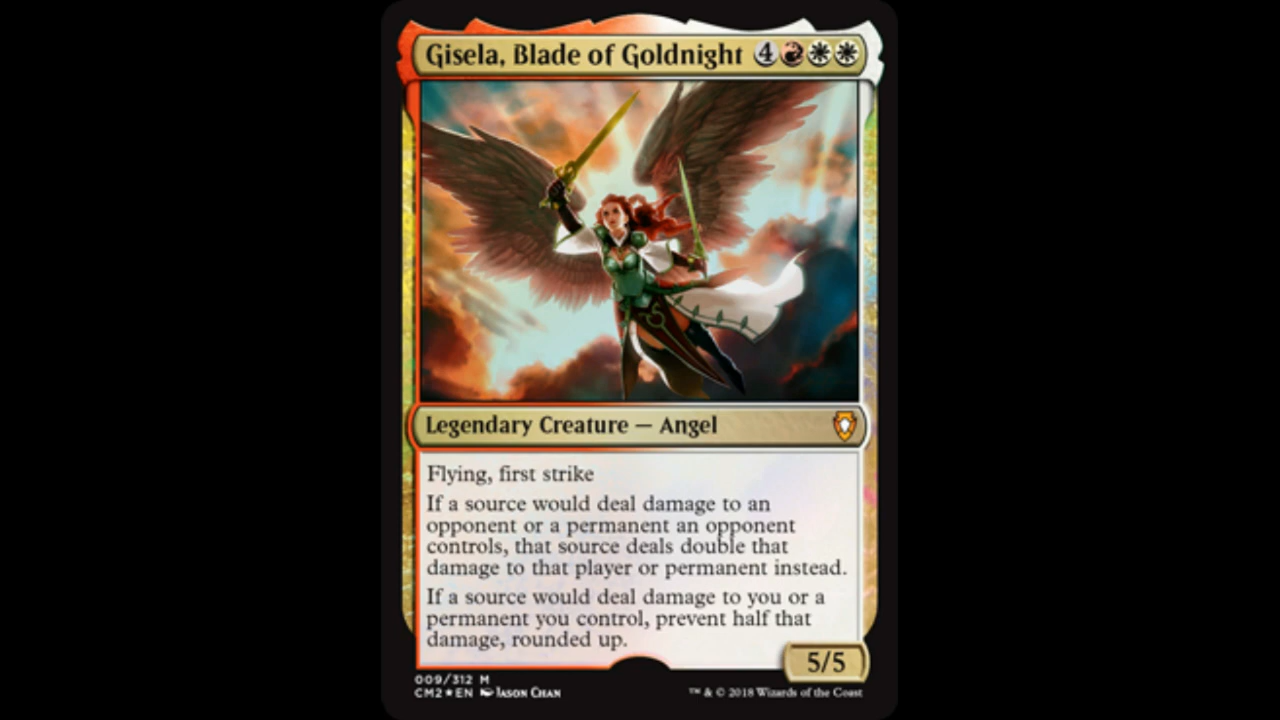 Gisela, Blade of Goldnight 4
Legendary Creature — Angel
Flying, first strike
If a source would deal damage to an
opponent or a permanent an opponent
controls, that source deals double that
damage to that player or permanent instead.
If a source would deal damage to you or a
permanent you control, prevent half that
damage, rounded up.
5/5
009/312 M
CM2★EN Jason Chan
™ & © 2018 Wizards of the Coast